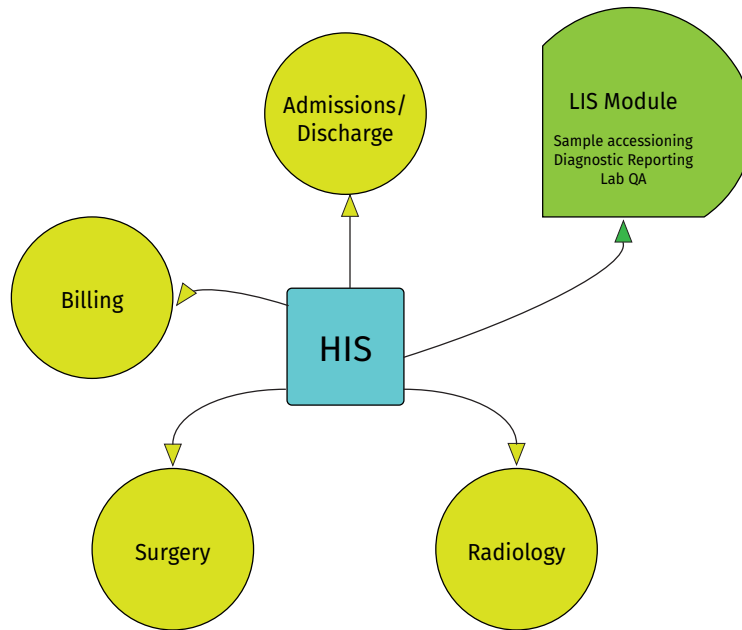 Admissions/
Discharge
LIS Module
Sample accessioning
Diagnostic Reporting
Lab QA
Billing
HIS
Surgery
Radiology